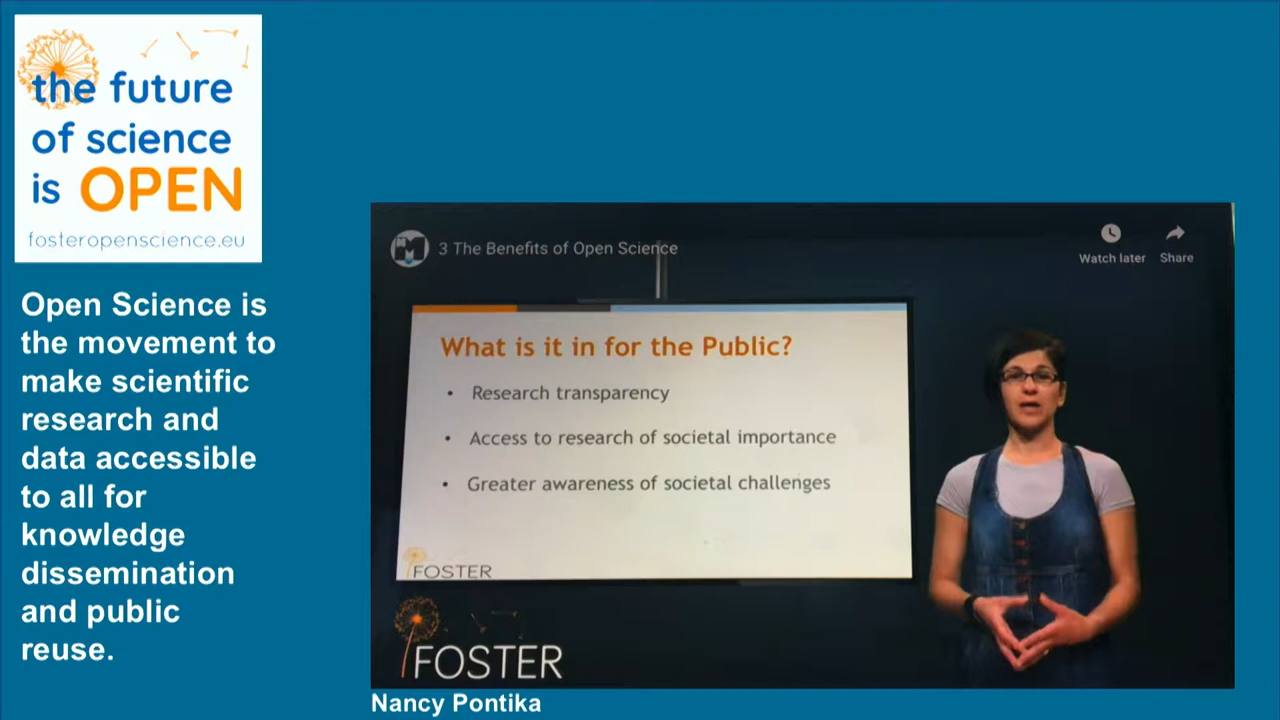 the future
of science
is OPEN
fosteropenscience.eu
Open Science is
the movement to
make scientific
research and
data accessible
to all for
knowledge
dissemination
and public
reuse.
3 The Benefits of Open Science
Watch later
Share
What is it in for the Public?
• Research transparency
• Access to research of societal importance
• Greater awareness of societal challenges
FOSTER
FOSTER
Nancy Pontika